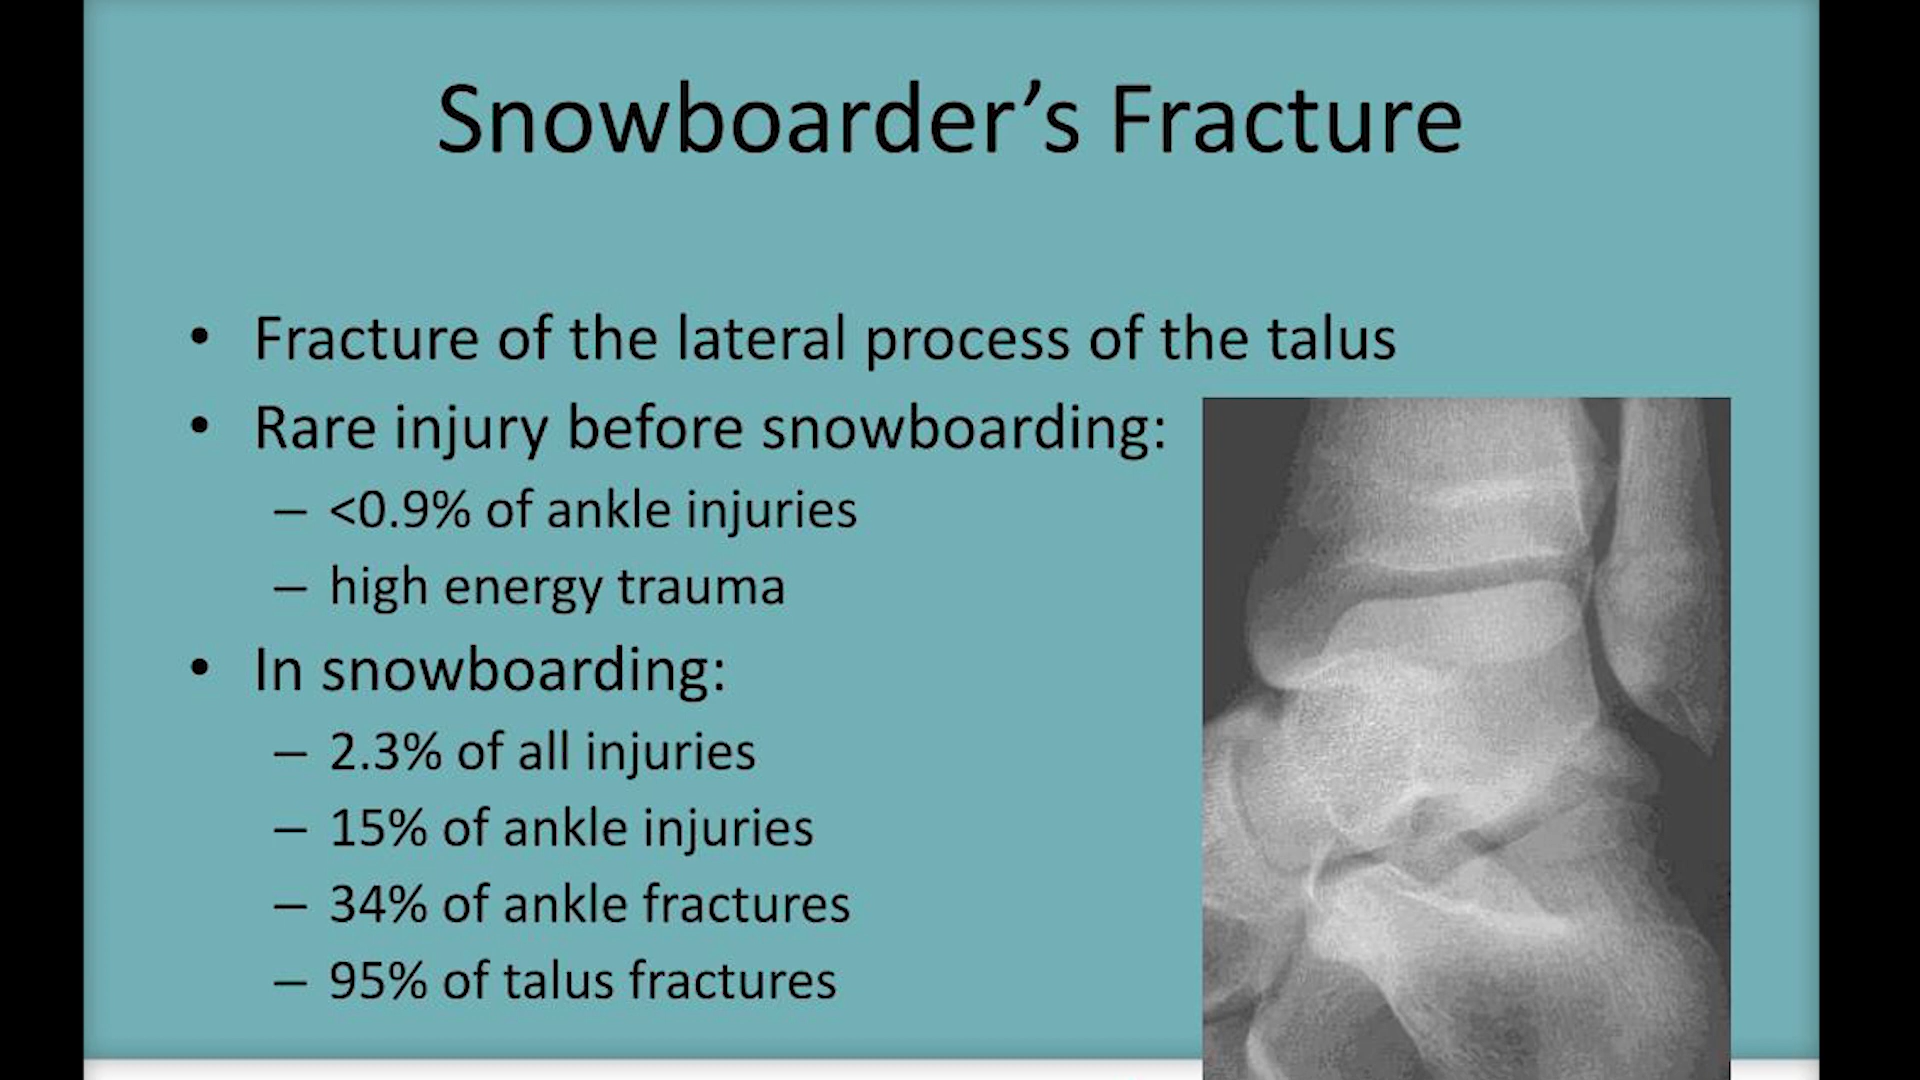 Snowboarder’s Fracture
• Fracture of the lateral process of the talus
• Rare injury before snowboarding:
– <0.9% of ankle injuries
– high energy trauma
• In snowboarding:
– 2.3% of all injuries
– 15% of ankle injuries
– 34% of ankle fractures
– 95% of talus fractures